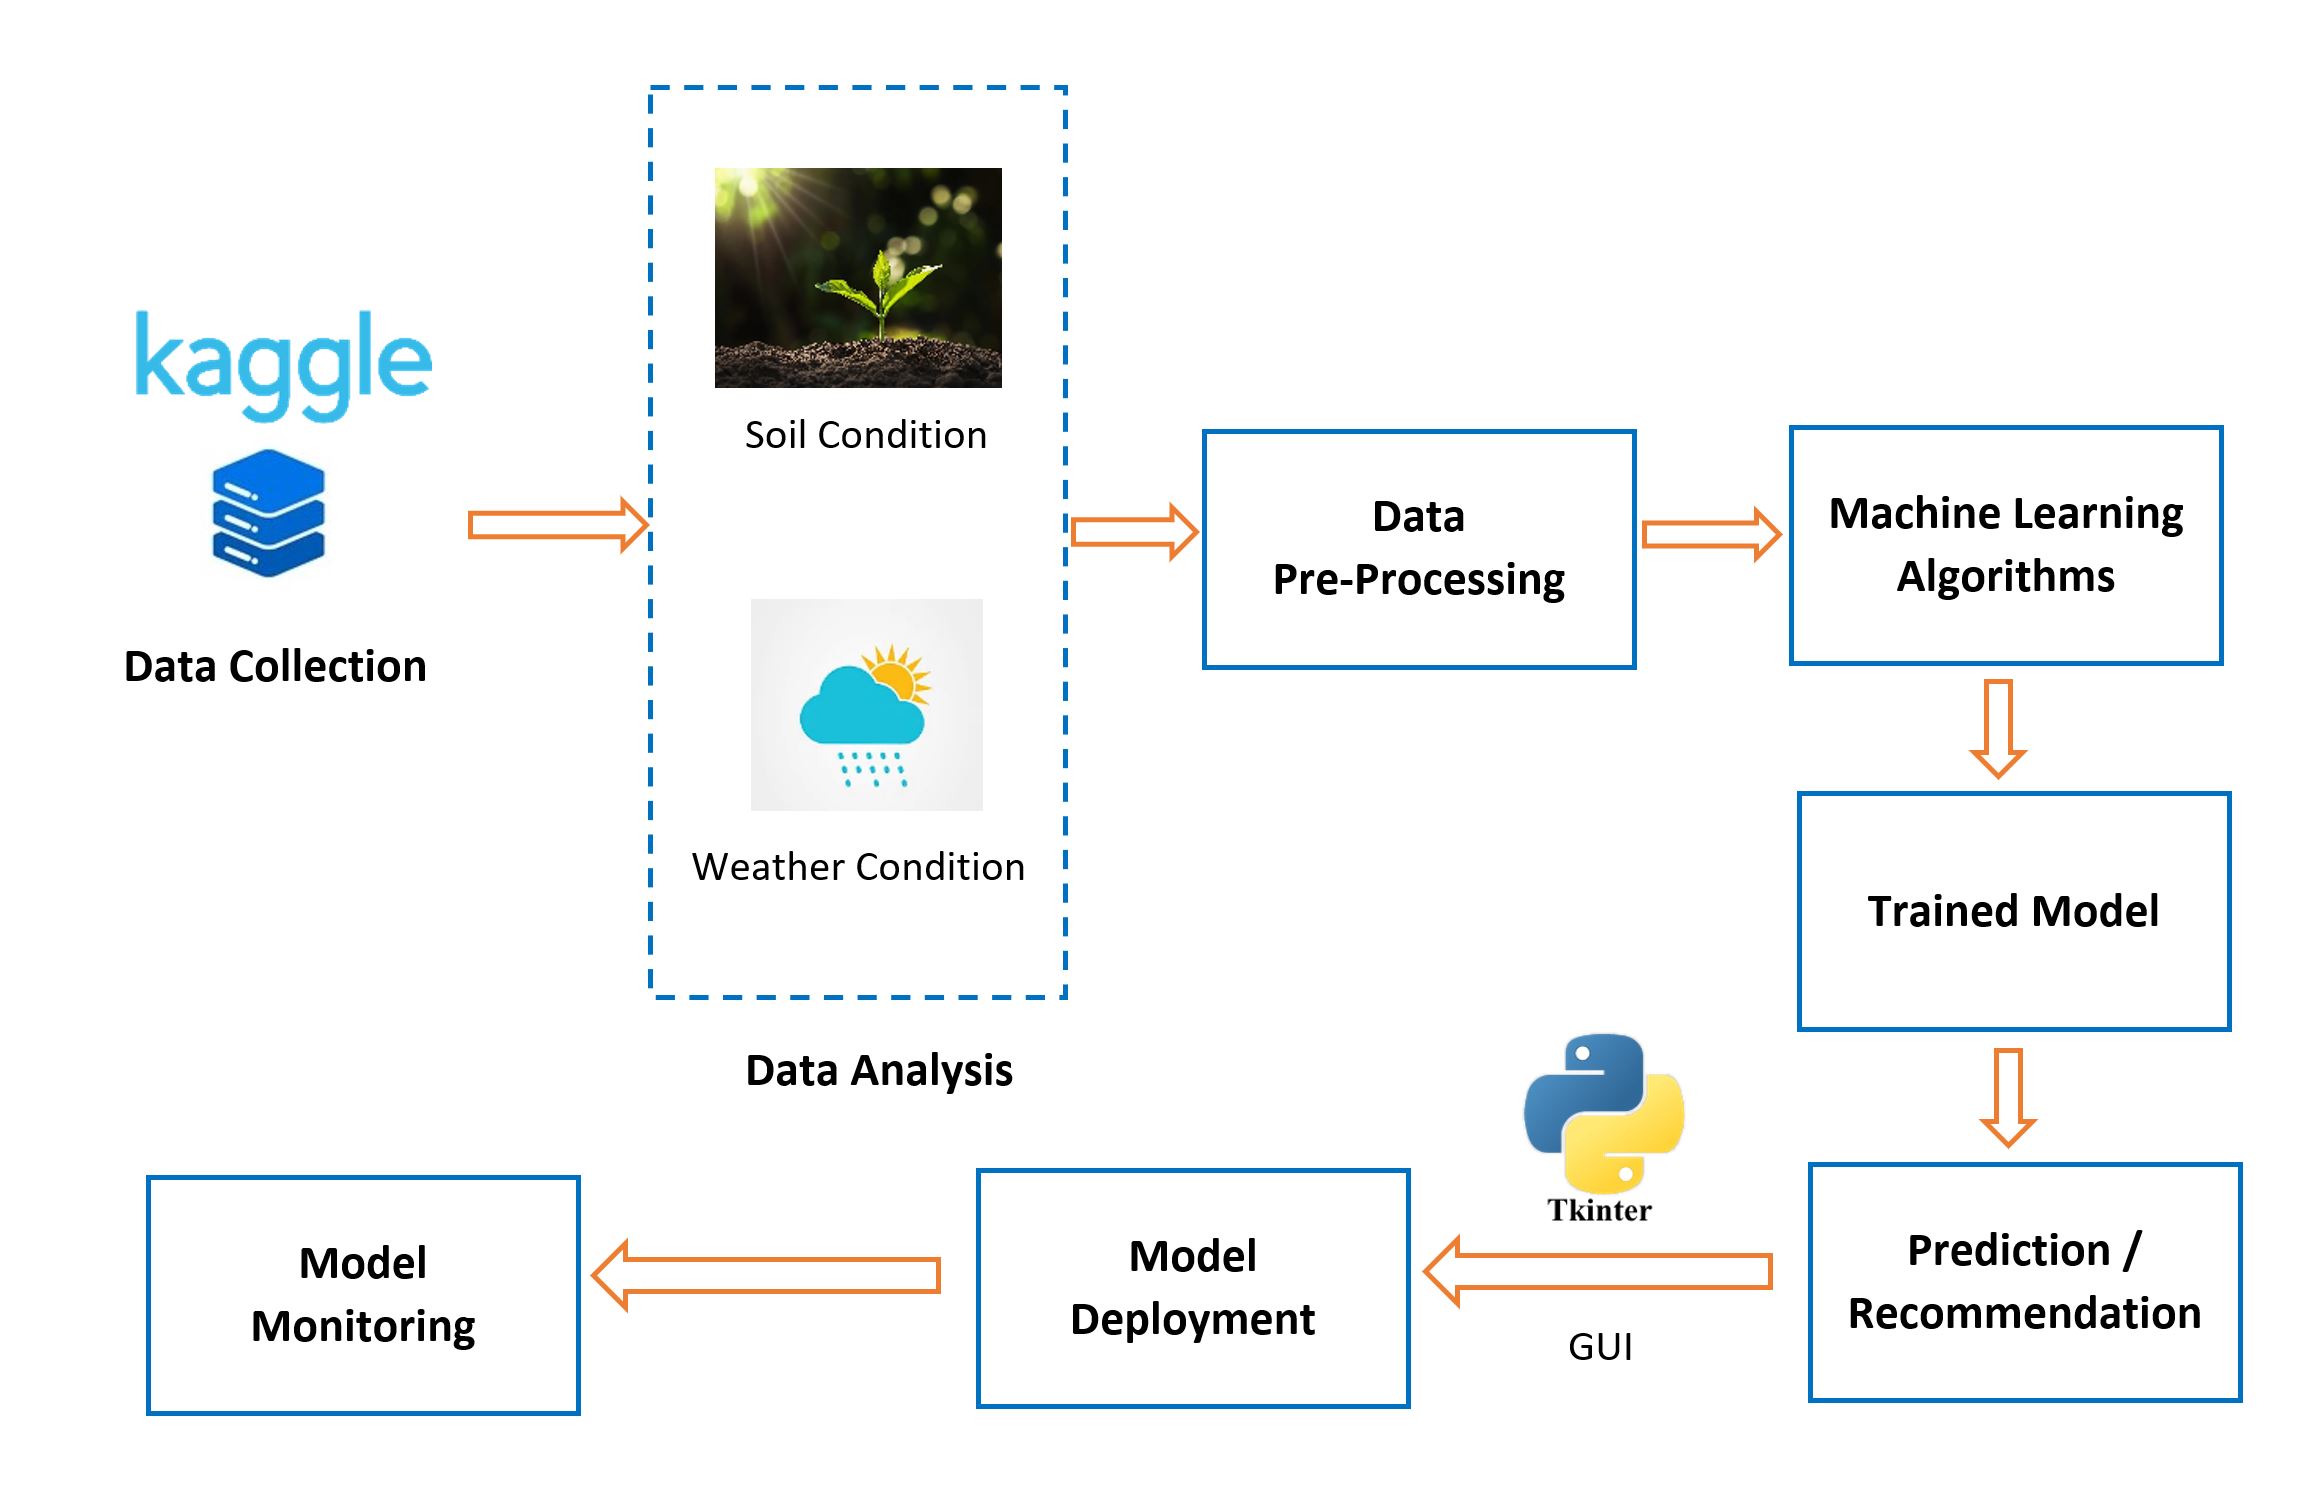 kaggle
Data Collection
Soil Condition
Weather Condition
Data Analysis
Data
Pre-Processing
Machine Learning
Algorithms
Trained Model
Prediction /
Recommendation
Tkinter
GUI
Model
Deployment
Model
Monitoring